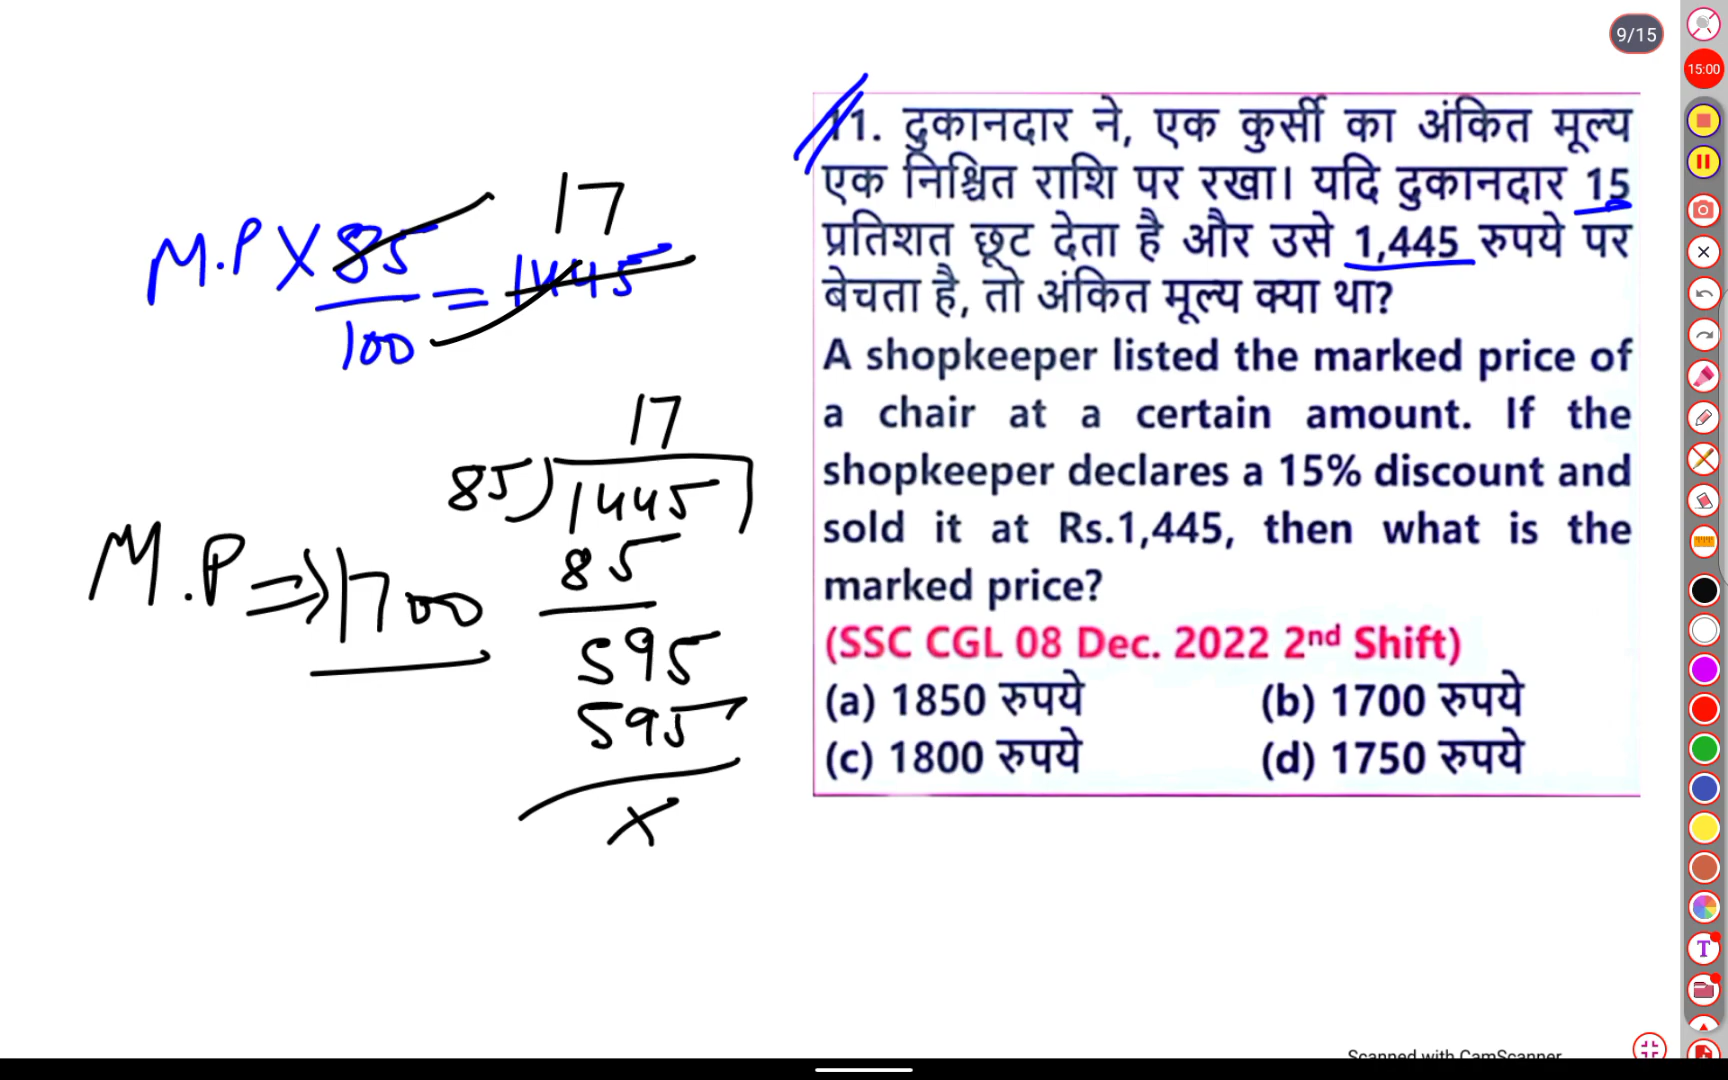 9/15
15:00
11. दुकानदार ने, एक कुर्सी का अंकित मूल्य
एक निश्चित राशि पर रखा। यदि दुकानदार 15
प्रतिशत छूट देता है और उसे 1,445 रुपये पर
बेचता है, तो अंकित मूल्य क्या था?
A shopkeeper listed the marked price of
a chair at a certain amount. If the
shopkeeper declares a 15% discount and
sold it at Rs.1,445, then what is the
marked price?
(SSC CGL 08 Dec. 2022 2nd Shift)
(a) 1850 रुपये (b) 1700 रुपये
(c) 1800 रुपये (d) 1750 रुपये
17
M.P X 85 = 1445
100
17
85) 1445
85
595
595
x
M.P ⇒ 1700
T
Scanned with CamScanner